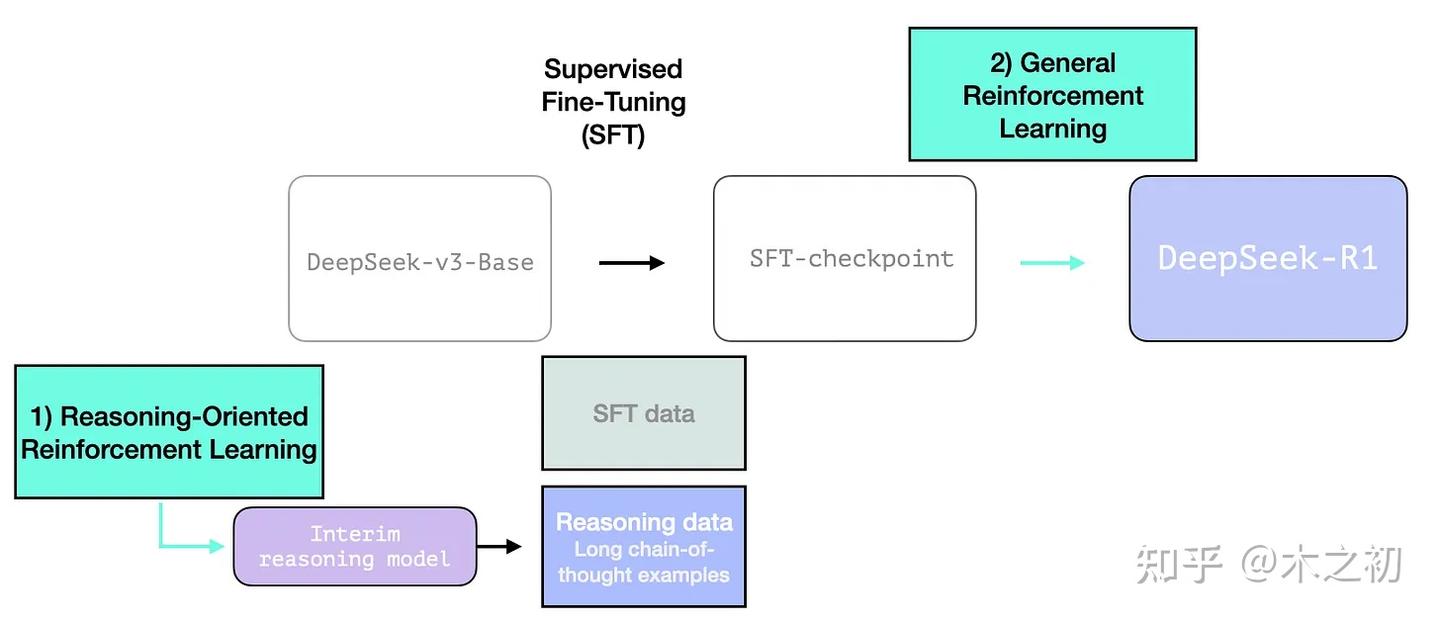 Supervised
Fine-Tuning
(SFT)
2) General
Reinforcement
Learning
DeepSeek-v3-Base
SFT-checkpoint
DeepSeek-R1
1) Reasoning-Oriented
Reinforcement Learning
SFT data
Interim
reasoning model
Reasoning data
Long chain-of-
thought examples
知乎 @木之初